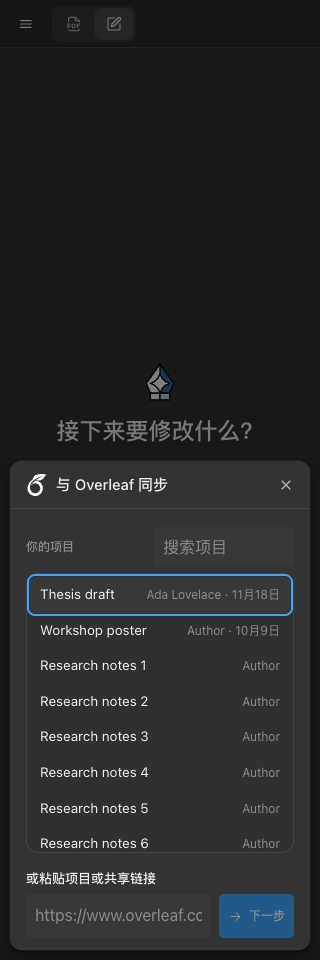 PDF
接下来要修改什么?
与 Overleaf 同步
你的项目
搜索项目
Thesis draft Ada Lovelace · 11月18日
Workshop poster Author · 10月9日
Research notes 1 Author
Research notes 2 Author
Research notes 3 Author
Research notes 4 Author
Research notes 5 Author
Research notes 6 Author
或粘贴项目或共享链接
https://www.overleaf.cc
→ 下一步